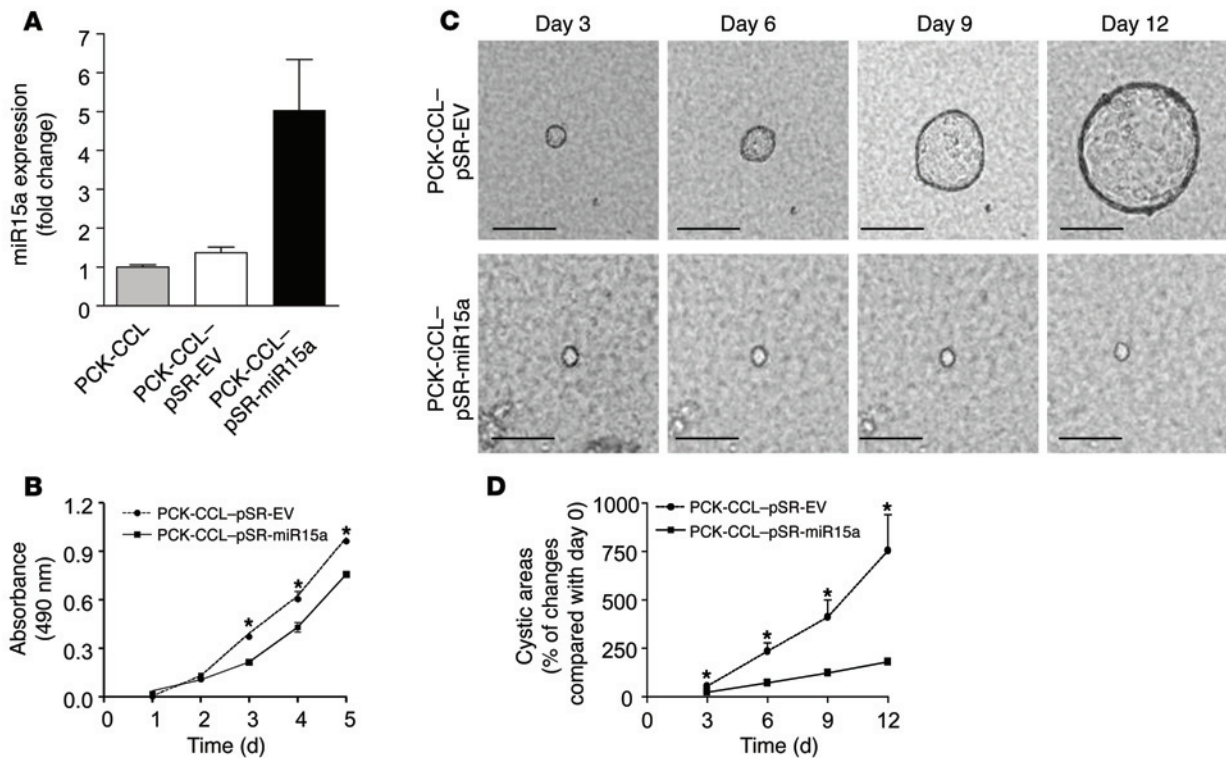 A
miR15a expression
(fold change)
7
6
5
4
3
2
1
0
PCK-CCL
PCK-CCL–
pSR-EV
PCK-CCL–
pSR-miR15a
C
Day 3
Day 6
Day 9
Day 12
PCK-CCL–
pSR-EV
PCK-CCL–
pSR-miR15a
B
Absorbance
(490 nm)
1.2
0.9
0.6
0.3
0.0
PCK-CCL–pSR-EV
PCK-CCL–pSR-miR15a
*
*
*
0
1
2
3
4
5
Time (d)
D
Cystic areas
(% of changes
compared with day 0)
1000
750
500
250
0
PCK-CCL–pSR-EV
PCK-CCL–pSR-miR15a
*
*
*
*
0
3
6
9
12
Time (d)